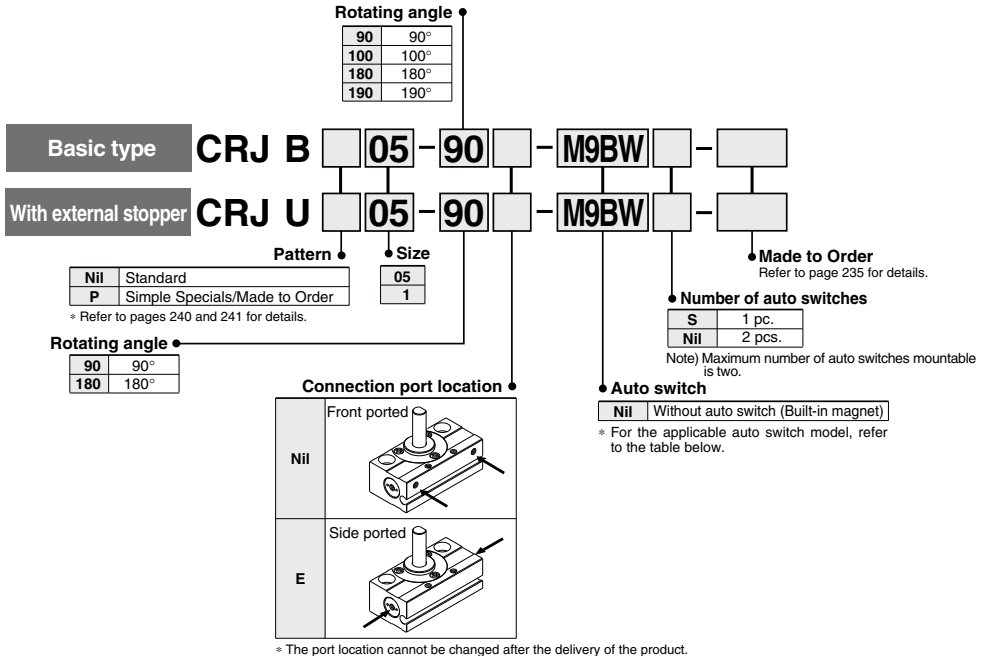 Rotating angle
90 90°
100 100°
180 180°
190 190°
Basic type CRJ B 05 - 90 - M9BW -
With external stopper CRJ U 05 - 90 - M9BW -
Pattern
Nil Standard
P Simple Specials/Made to Order
* Refer to pages 240 and 241 for details.
Size
05
1
Made to Order
Refer to page 235 for details.
Number of auto switches
S 1 pc.
Nil 2 pcs.
Note) Maximum number of auto switches mountable
is two.
Rotating angle
90 90°
180 180°
Connection port location
Nil Front ported
E Side ported
* The port location cannot be changed after the delivery of the product.
Auto switch
Nil Without auto switch (Built-in magnet)
* For the applicable auto switch model, refer
to the table below.